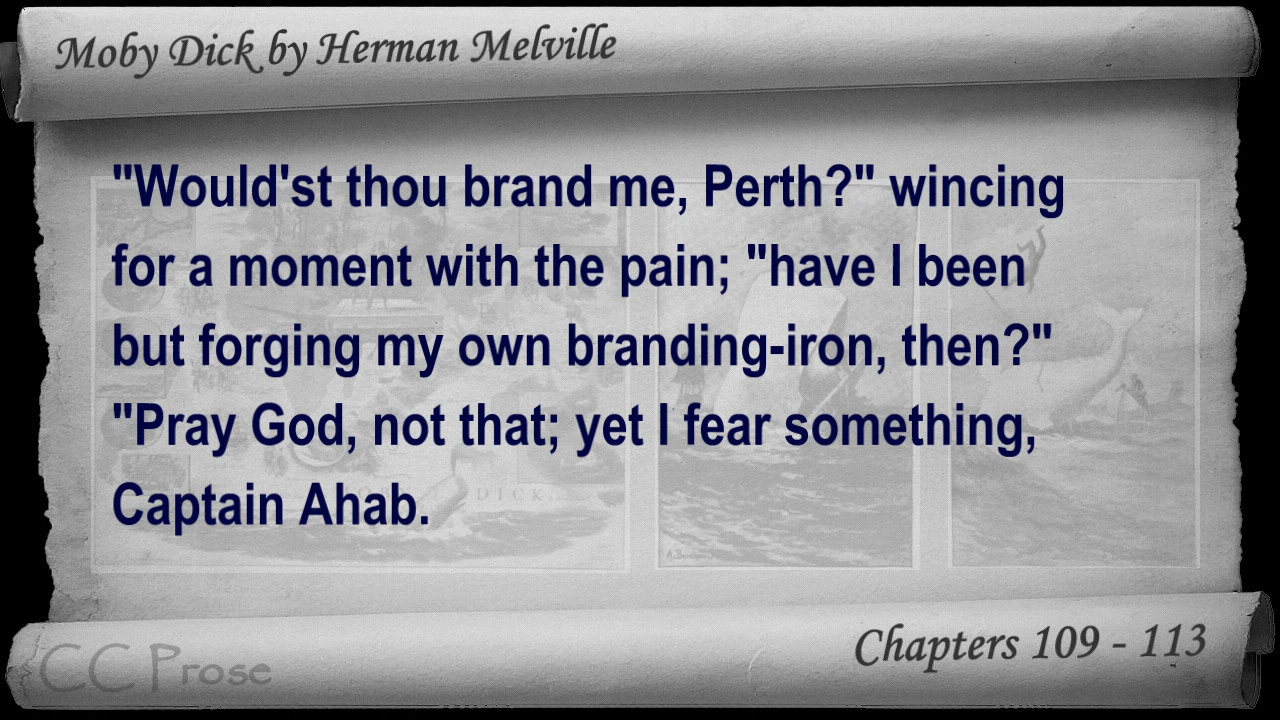 Moby Dick by Herman Melville
"Would'st thou brand me, Perth?" wincing
for a moment with the pain; "have I been
but forging my own branding-iron, then?"
"Pray God, not that; yet I fear something,
Captain Ahab.
DICK
Chapters 109 - 113
CC Prose